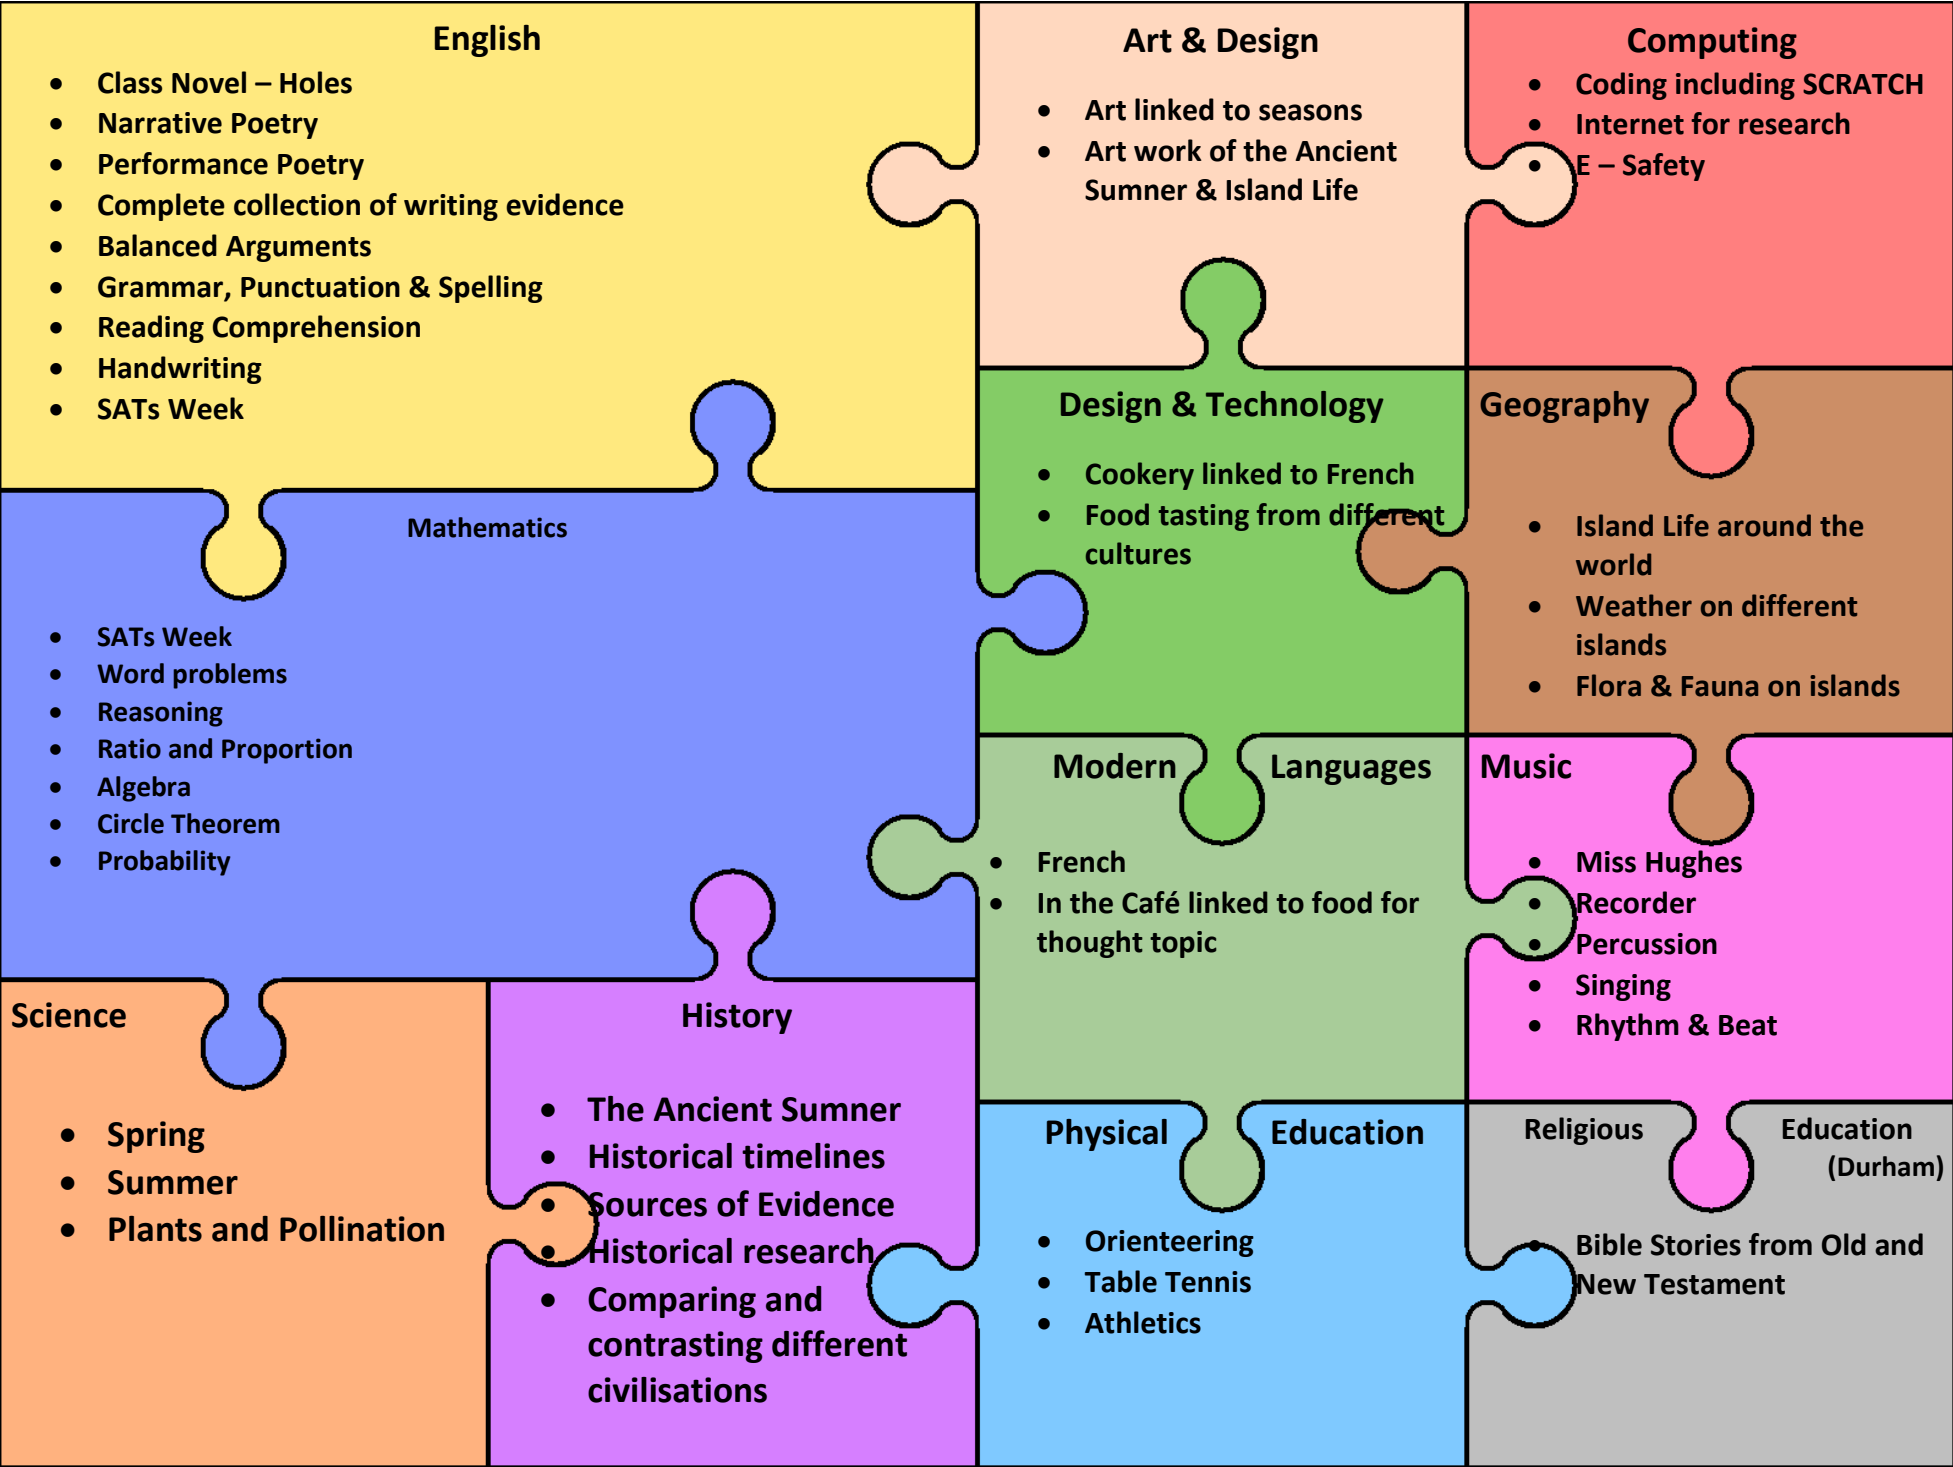 English
• Class Novel – Holes
• Narrative Poetry
• Performance Poetry
• Complete collection of writing evidence
• Balanced Arguments
• Grammar, Punctuation & Spelling
• Reading Comprehension
• Handwriting
• SATs Week
Art & Design
• Art linked to seasons
• Art work of the Ancient
Sumner & Island Life
Computing
• Coding including SCRATCH
• Internet for research
• E – Safety
Mathematics
• SATs Week
• Word problems
• Reasoning
• Ratio and Proportion
• Algebra
• Circle Theorem
• Probability
Design & Technology
• Cookery linked to French
• Food tasting from different
cultures
Geography
• Island Life around the
world
• Weather on different
islands
• Flora & Fauna on islands
Modern Languages
• French
• In the Café linked to food for
thought topic
Music
• Miss Hughes
• Recorder
• Percussion
• Singing
• Rhythm & Beat
Science
• Spring
• Summer
• Plants and Pollination
History
• The Ancient Sumner
• Historical timelines
• Sources of Evidence
• Historical research
• Comparing and
contrasting different
civilisations
Physical Education
• Orienteering
• Table Tennis
• Athletics
Religious Education
(Durham)
• Bible Stories from Old and
New Testament